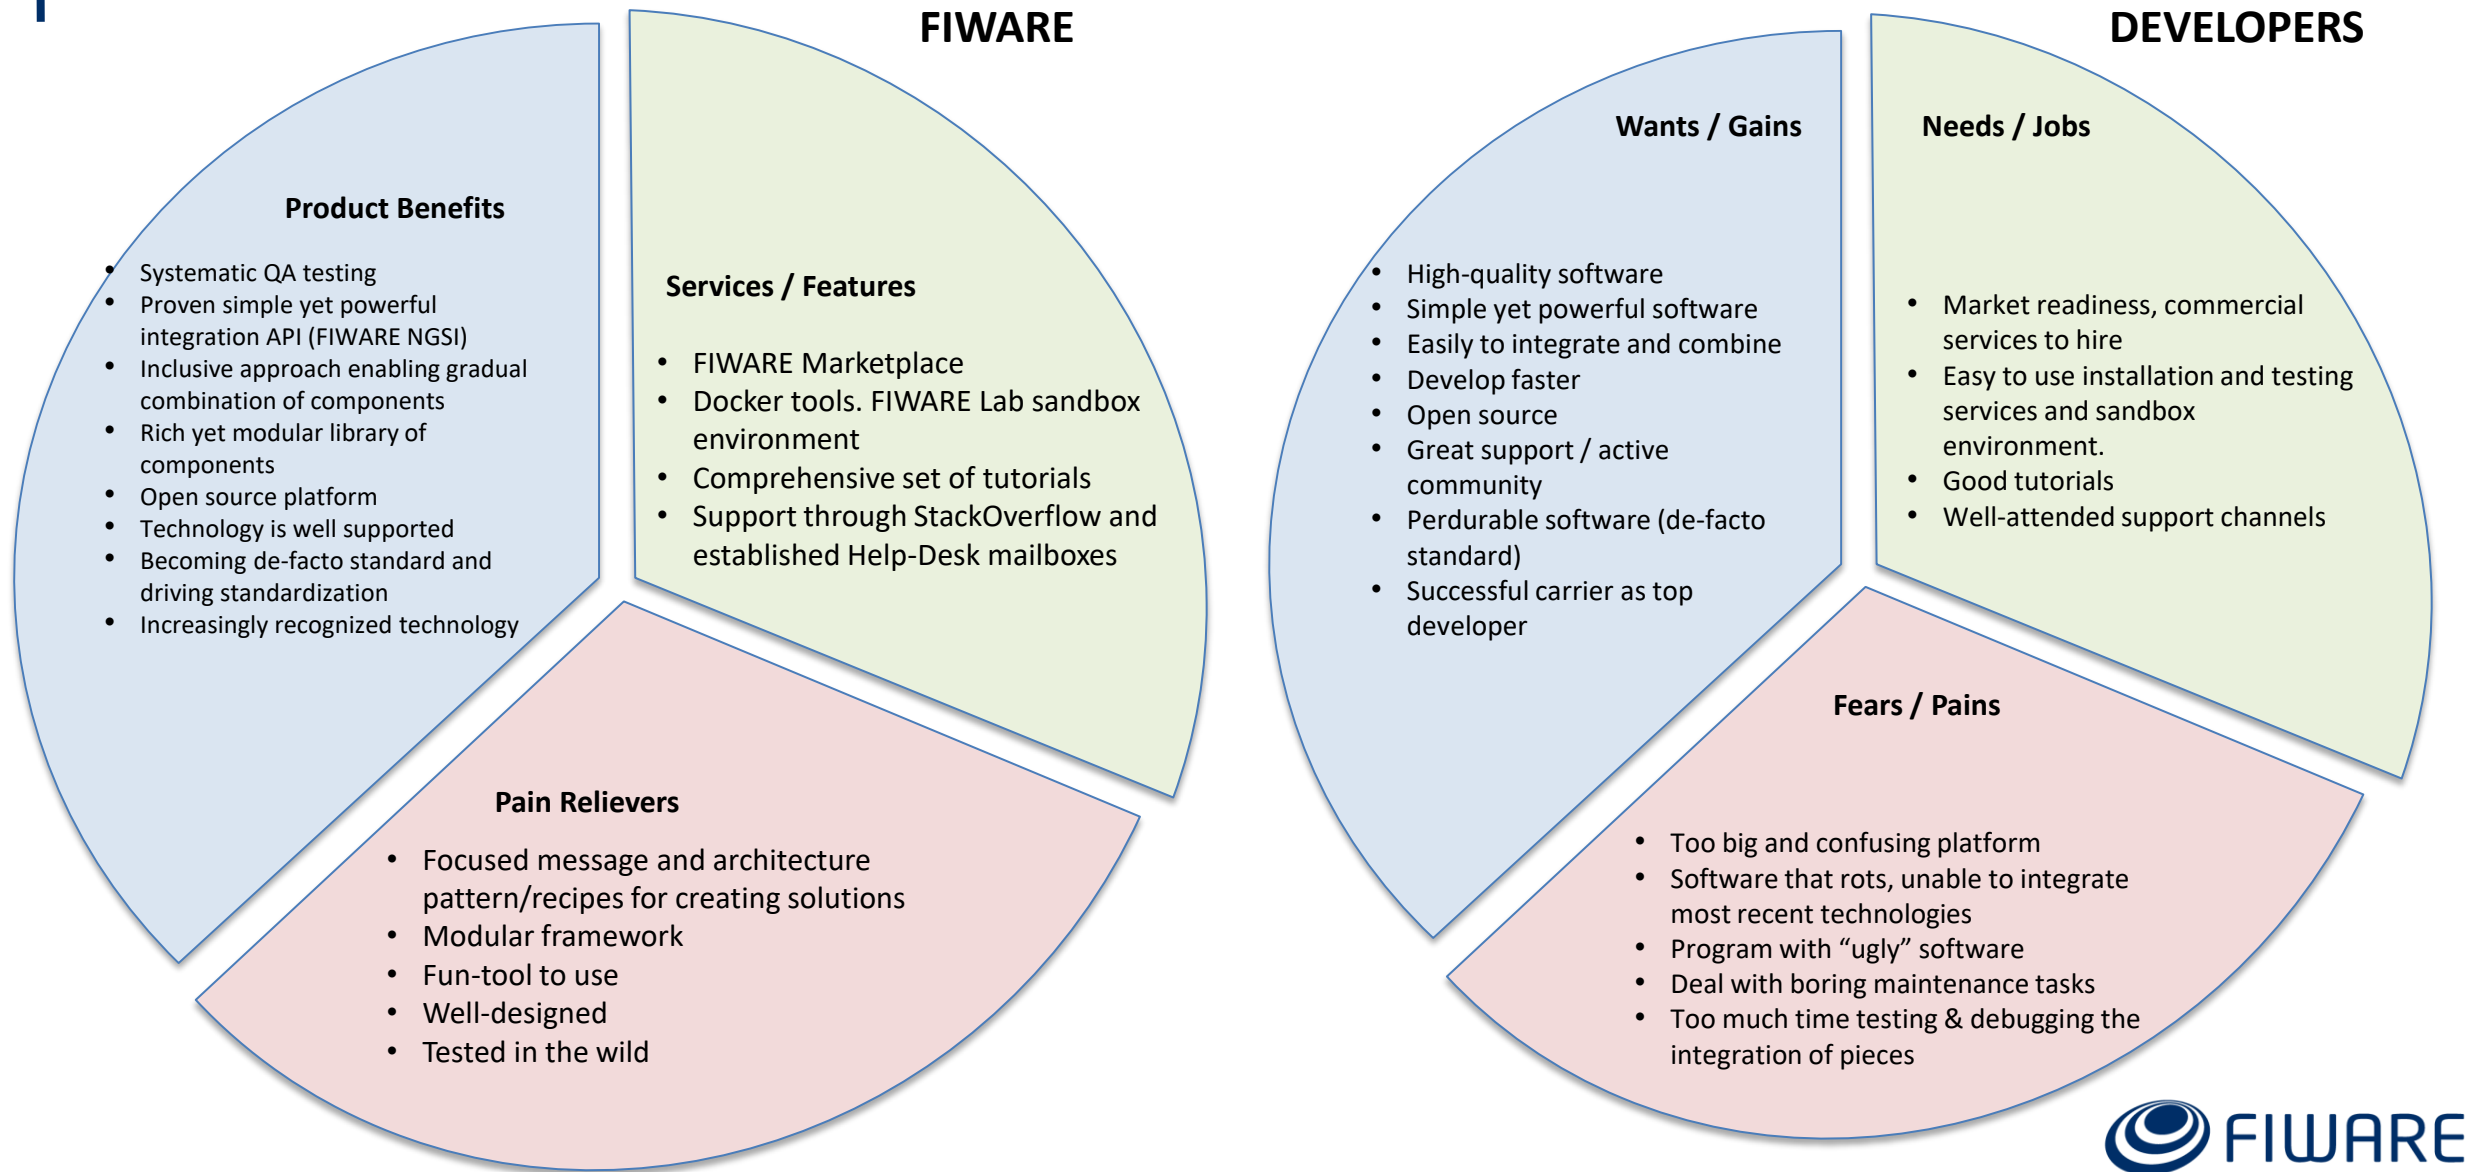 FIWARE
Product Benefits
• Systematic QA testing
• Proven simple yet powerful
integration API (FIWARE NGSI)
• Inclusive approach enabling gradual
combination of components
• Rich yet modular library of
components
• Open source platform
• Technology is well supported
• Becoming de-facto standard and
driving standardization
• Increasingly recognized technology
Services / Features
• FIWARE Marketplace
• Docker tools. FIWARE Lab sandbox
environment
• Comprehensive set of tutorials
• Support through StackOverflow and
established Help-Desk mailboxes
Pain Relievers
• Focused message and architecture
pattern/recipes for creating solutions
• Modular framework
• Fun-tool to use
• Well-designed
• Tested in the wild
DEVELOPERS
Wants / Gains
• High-quality software
• Simple yet powerful software
• Easily to integrate and combine
• Develop faster
• Open source
• Great support / active
community
• Perdurable software (de-facto
standard)
• Successful carrier as top
developer
Needs / Jobs
• Market readiness, commercial
services to hire
• Easy to use installation and testing
services and sandbox
environment.
• Good tutorials
• Well-attended support channels
Fears / Pains
• Too big and confusing platform
• Software that rots, unable to integrate
most recent technologies
• Program with “ugly” software
• Deal with boring maintenance tasks
• Too much time testing & debugging the
integration of pieces
FIWARE